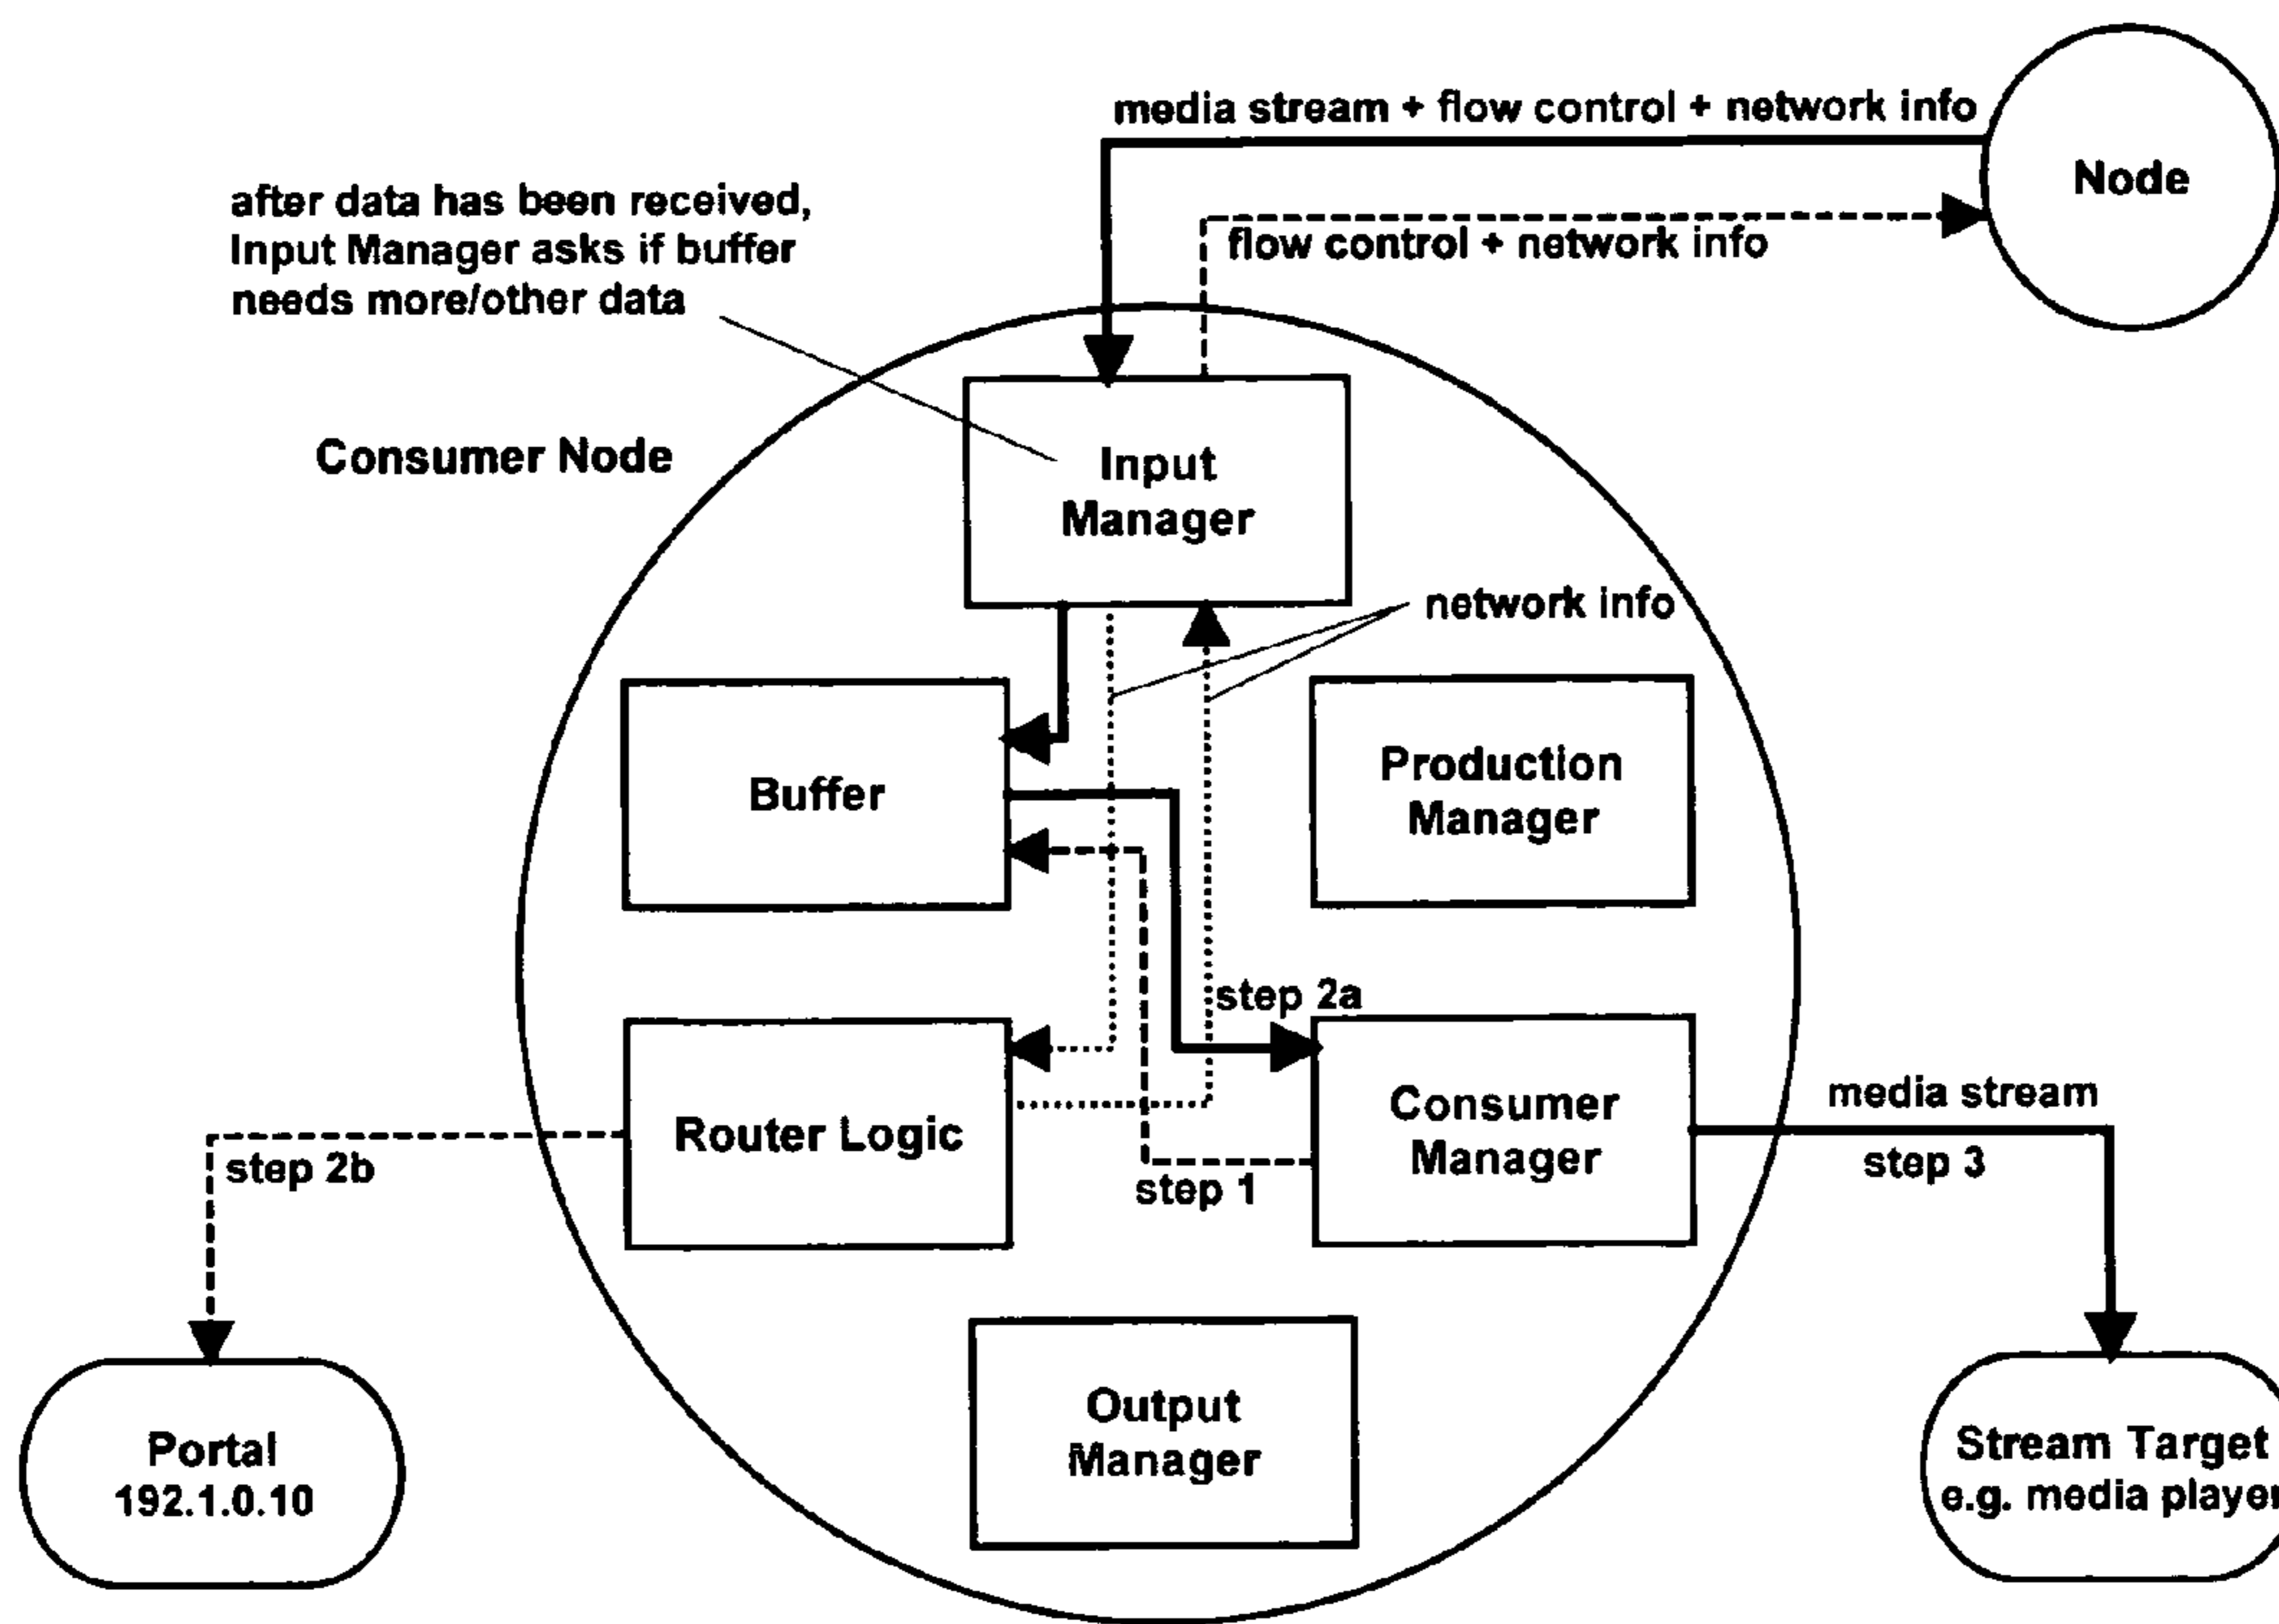 media stream + flow control + network info
Node
after data has been received,
Input Manager asks if buffer
needs more/other data
flow control + network info
Consumer Node
Input
Manager
network info
Buffer
Production
Manager
step 2a
Router Logic
Consumer
Manager
media stream
step 2b
step 1
step 3
Output
Manager
Portal
192.1.0.10
Stream Target
e.g. media player